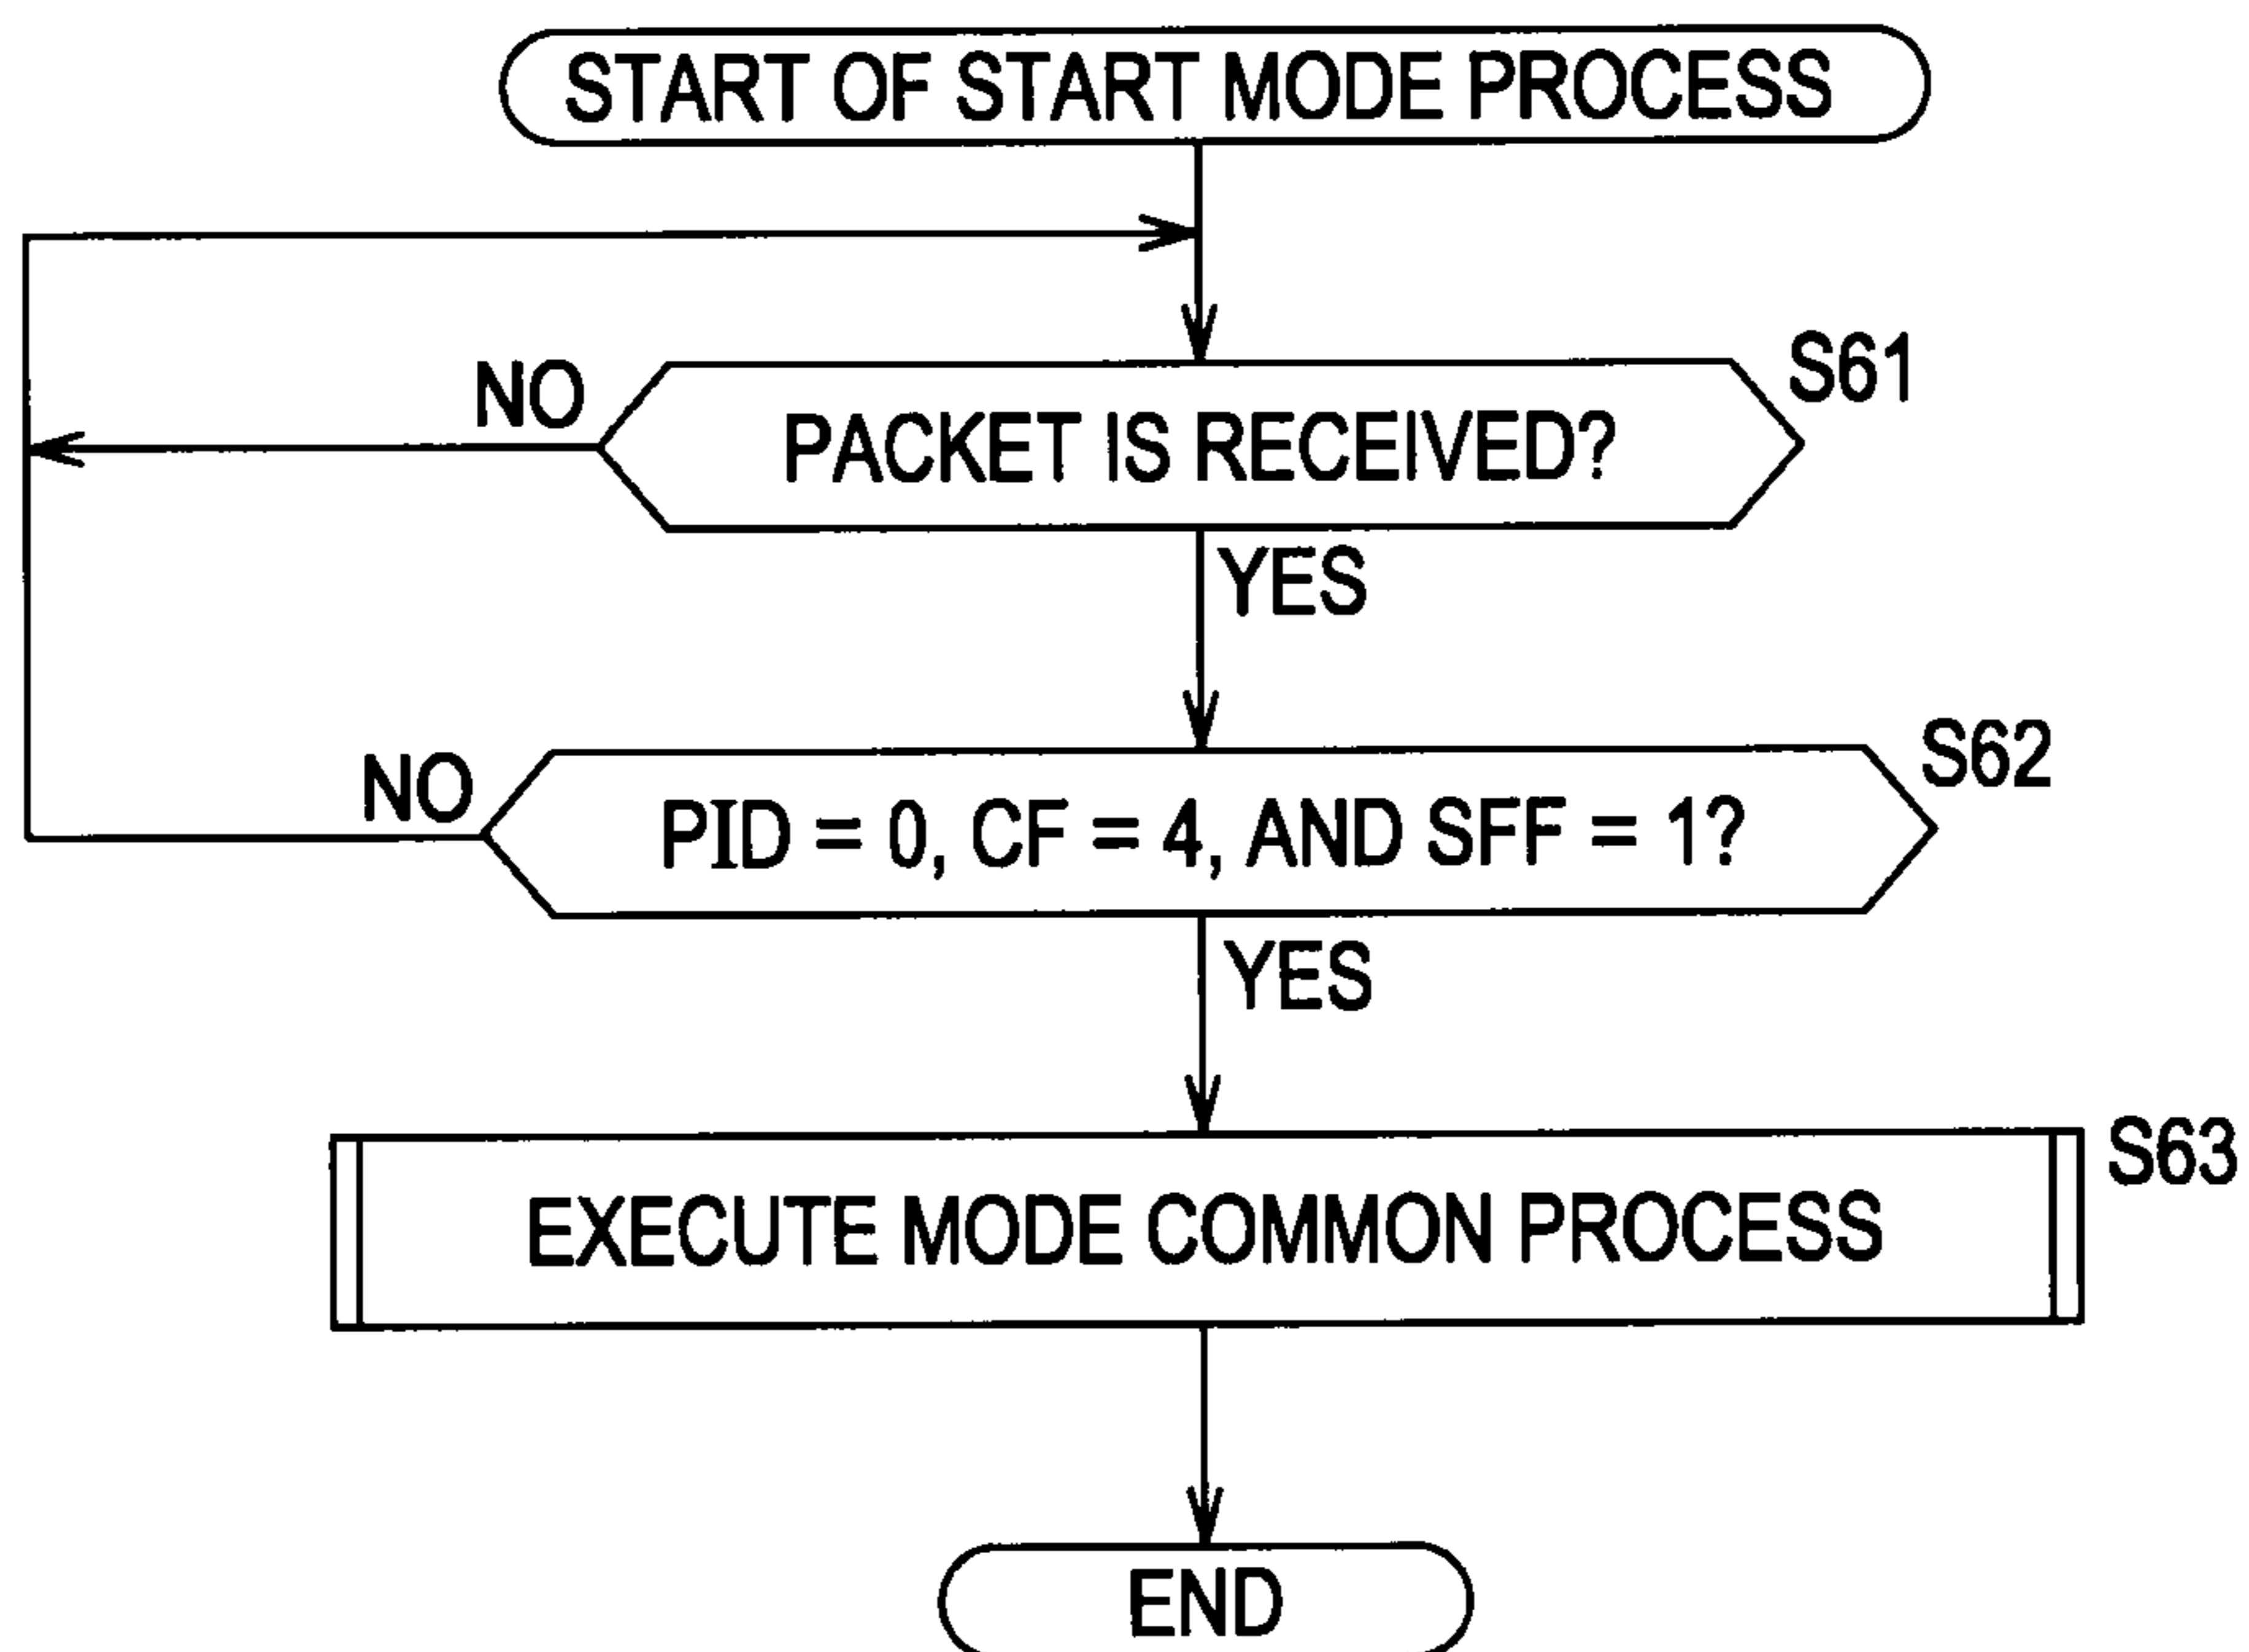 START OF START MODE PROCESS
NO
S61
PACKET IS RECEIVED?
YES
NO
S62
PID = 0, CF = 4, AND SFF = 1?
YES
S63
EXECUTE MODE COMMON PROCESS
END